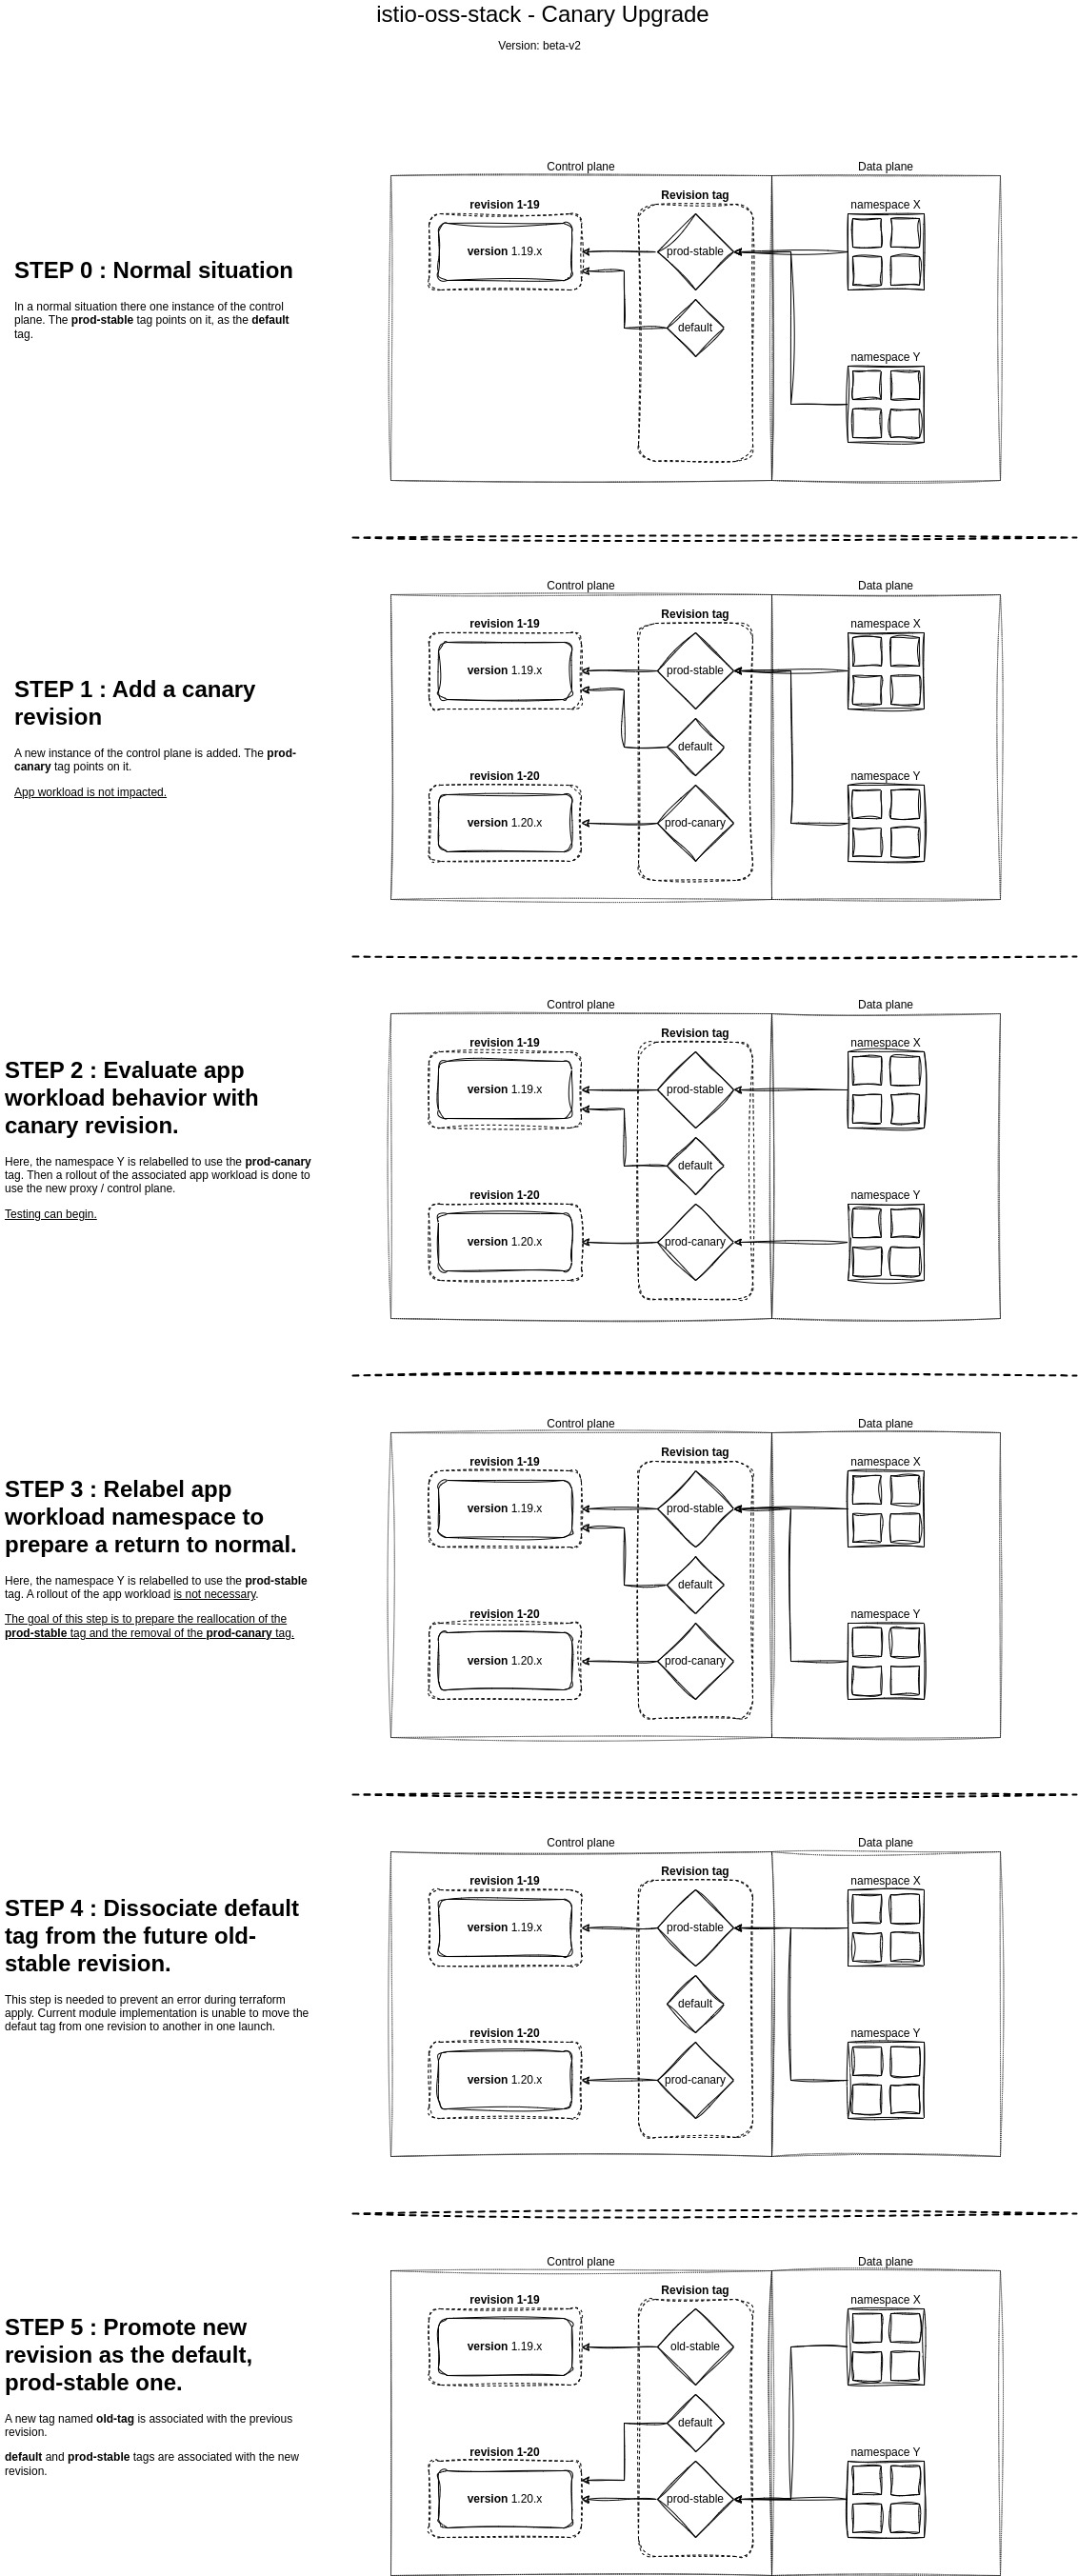 istio-oss-stack - Canary Upgrade
Version: beta-v2
STEP 0 : Normal situation
In a normal situation there one instance of the control
plane. The prod-stable tag points on it, as the default
tag.
Control plane
Data plane
revision 1-19
Revision tag
namespace X
version 1.19.x
prod-stable
default
namespace Y
STEP 1 : Add a canary
revision
A new instance of the control plane is added. The prod-
canary tag points on it.
App workload is not impacted.
Control plane
Data plane
revision 1-19
Revision tag
namespace X
version 1.19.x
prod-stable
default
revision 1-20
namespace Y
version 1.20.x
prod-canary
STEP 2 : Evaluate app
workload behavior with
canary revision.
Here, the namespace Y is relabelled to use the prod-canary
tag. Then a rollout of the associated app workload is done to
use the new proxy / control plane.
Testing can begin.
Control plane
Data plane
revision 1-19
Revision tag
namespace X
version 1.19.x
prod-stable
default
revision 1-20
namespace Y
version 1.20.x
prod-canary
STEP 3 : Relabel app
workload namespace to
prepare a return to normal.
Here, the namespace Y is relabelled to use the prod-stable
tag. A rollout of the app workload is not necessary.
The goal of this step is to prepare the reallocation of the
prod-stable tag and the removal of the prod-canary tag.
Control plane
Data plane
revision 1-19
Revision tag
namespace X
version 1.19.x
prod-stable
default
revision 1-20
namespace Y
version 1.20.x
prod-canary
STEP 4 : Dissociate default
tag from the future old-
stable revision.
This step is needed to prevent an error during terraform
apply. Current module implementation is unable to move the
defaut tag from one revision to another in one launch.
Control plane
Data plane
revision 1-19
Revision tag
namespace X
version 1.19.x
prod-stable
default
revision 1-20
namespace Y
version 1.20.x
prod-canary
STEP 5 : Promote new
revision as the default,
prod-stable one.
A new tag named old-tag is associated with the previous
revision.
default and prod-stable tags are associated with the new
revision.
Control plane
Data plane
revision 1-19
Revision tag
namespace X
version 1.19.x
old-stable
default
revision 1-20
namespace Y
version 1.20.x
prod-stable